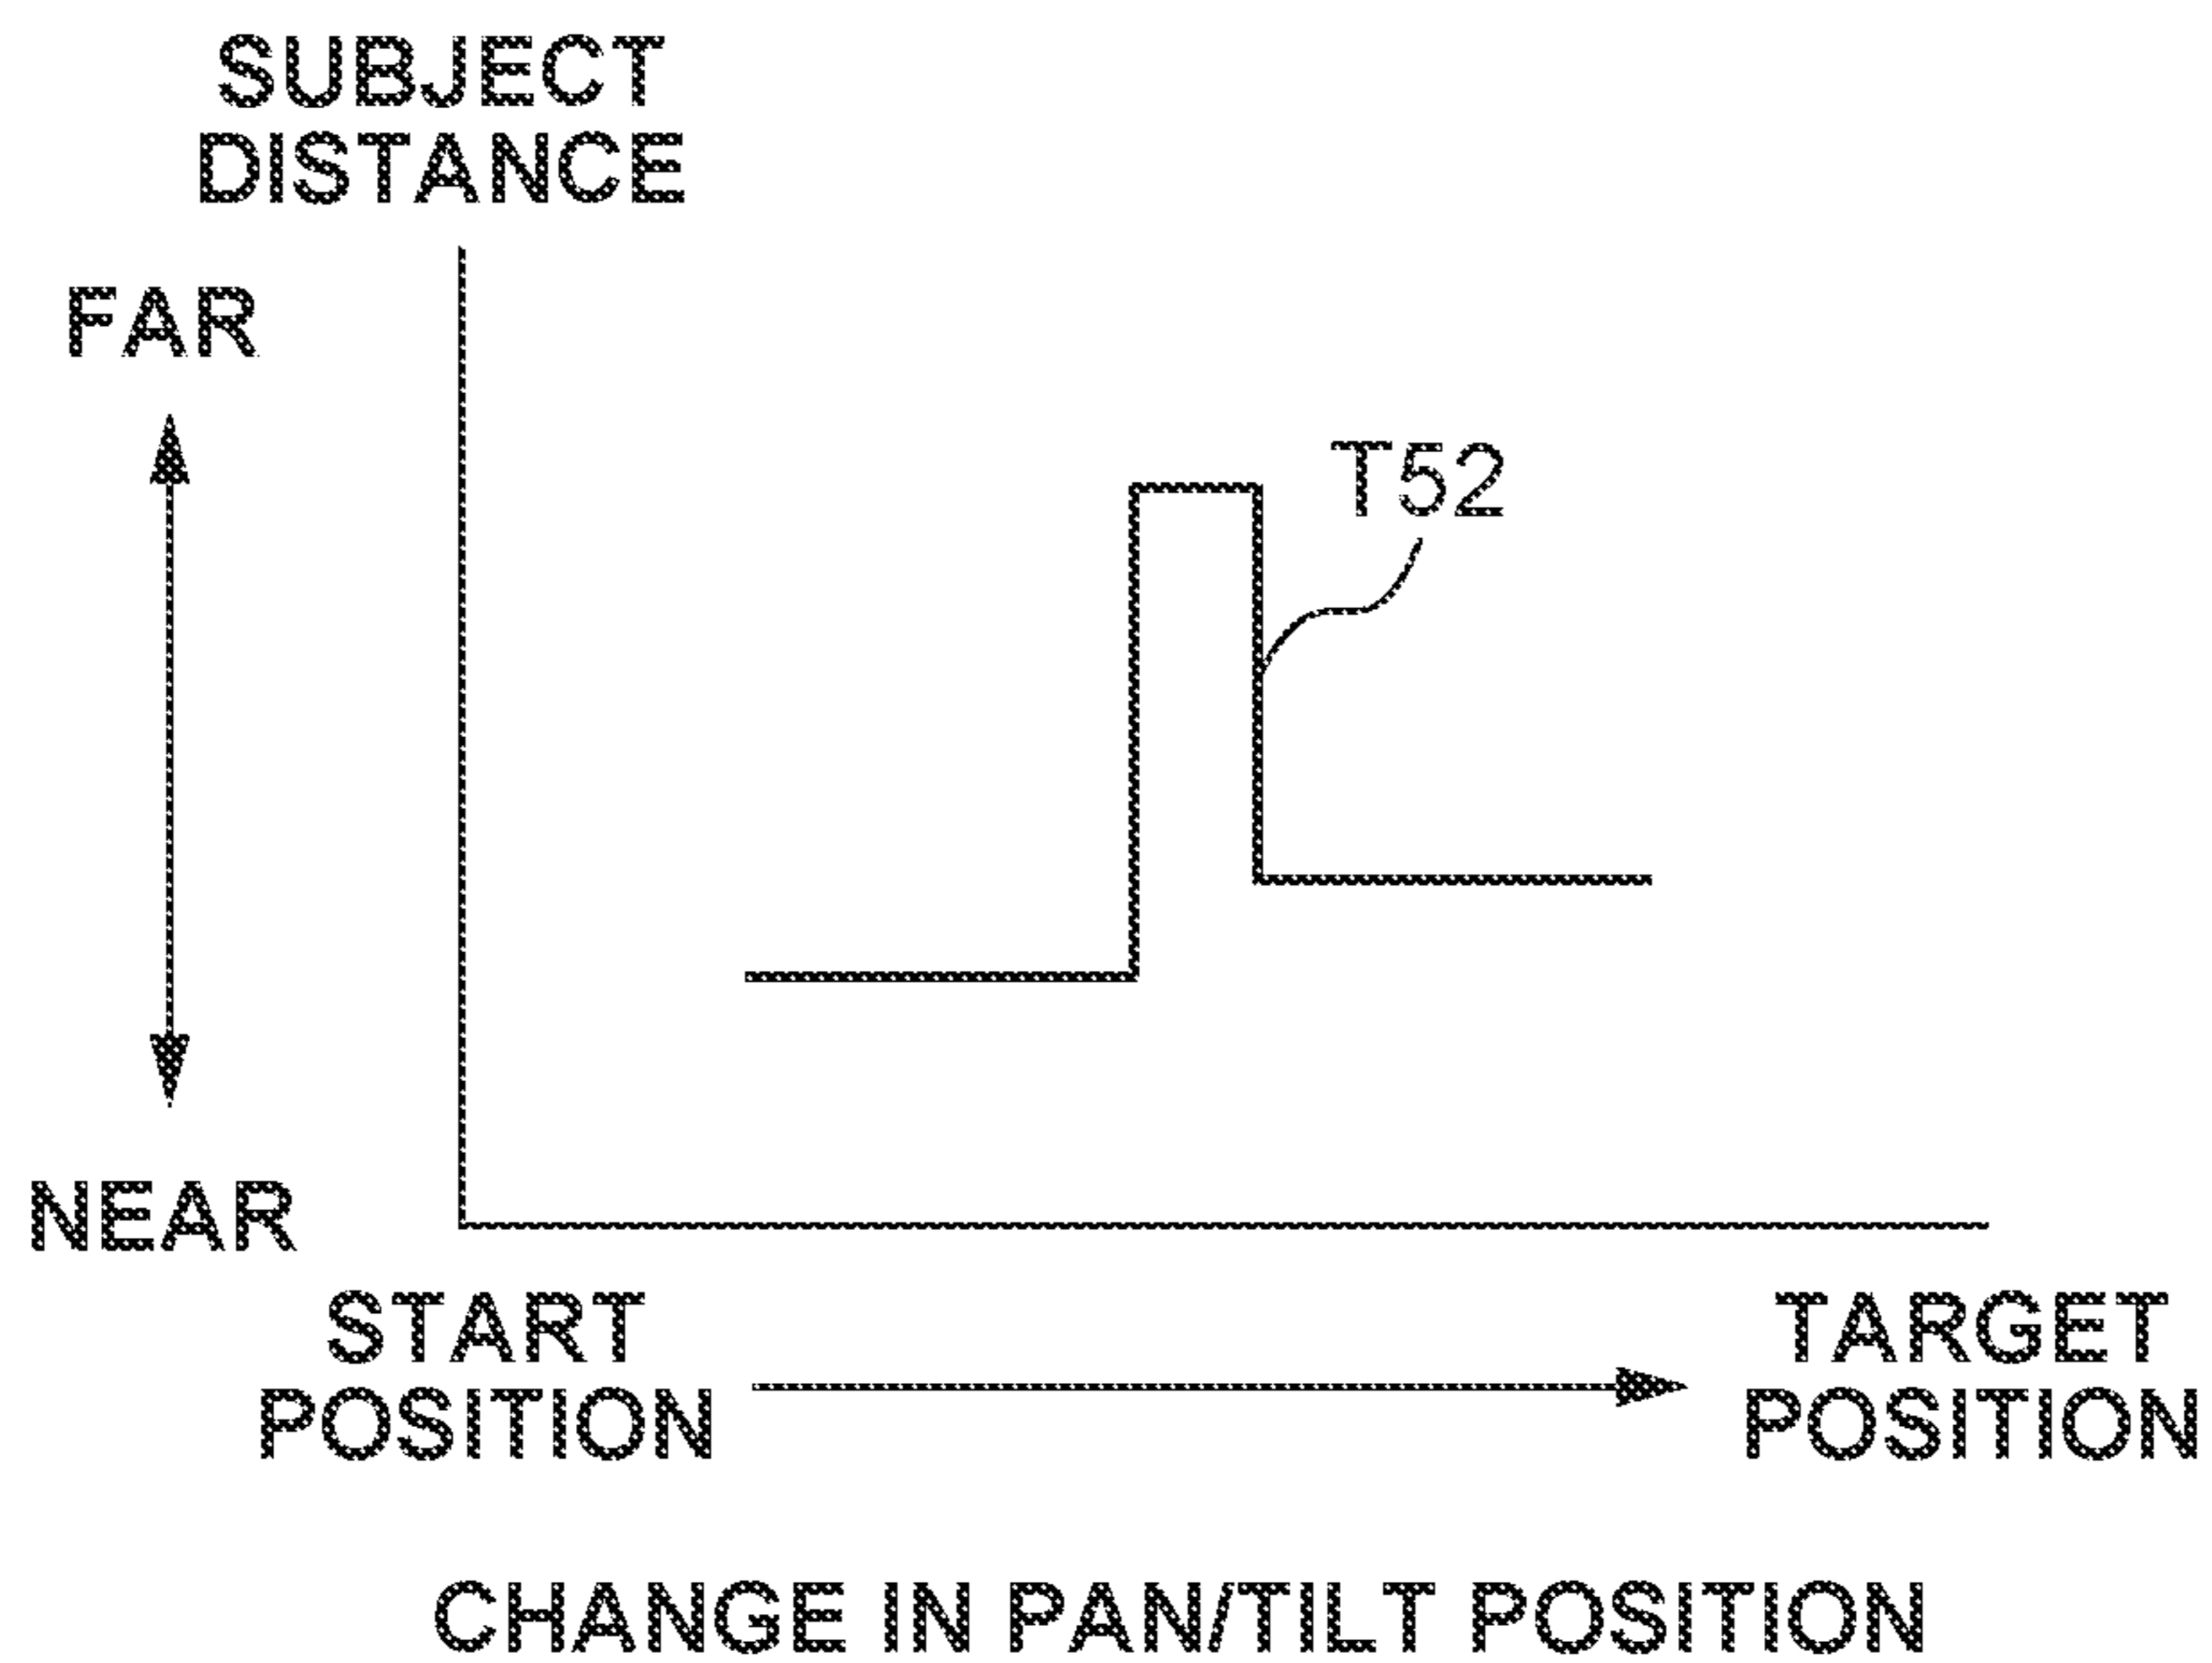 SUBJECT
DISTANCE
FAR
T52
NEAR
START
POSITION
TARGET
POSITION
CHANGE IN PAN/TILT POSITION